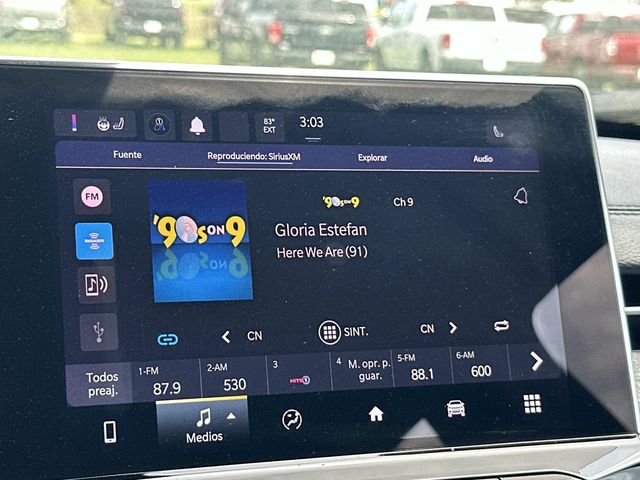 83°
EXT
3:03
Fuente
Reproduciendo: SiriusXM
Explorar
Audio
FM
'90s ON 9
'90s ON 9
Ch 9
Gloria Estefan
Here We Are (91)
CN
SINT.
CN
Todos
preaj.
1-FM
87.9
2-AM
530
3
HITS1
4
M. opr. p.
guar.
5-FM
88.1
6-AM
600
Medios